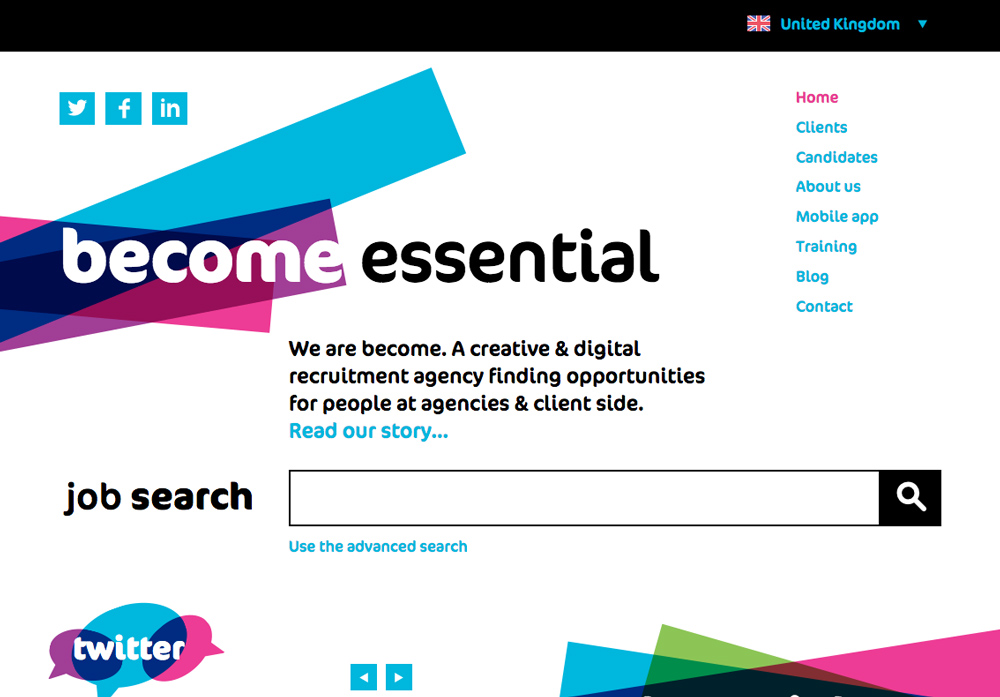 United Kingdom
Home
Clients
Candidates
About us
Mobile app
Training
Blog
Contact
become essential
We are become. A creative & digital
recruitment agency finding opportunities
for people at agencies & client side.
Read our story...
job search
Use the advanced search
twitter